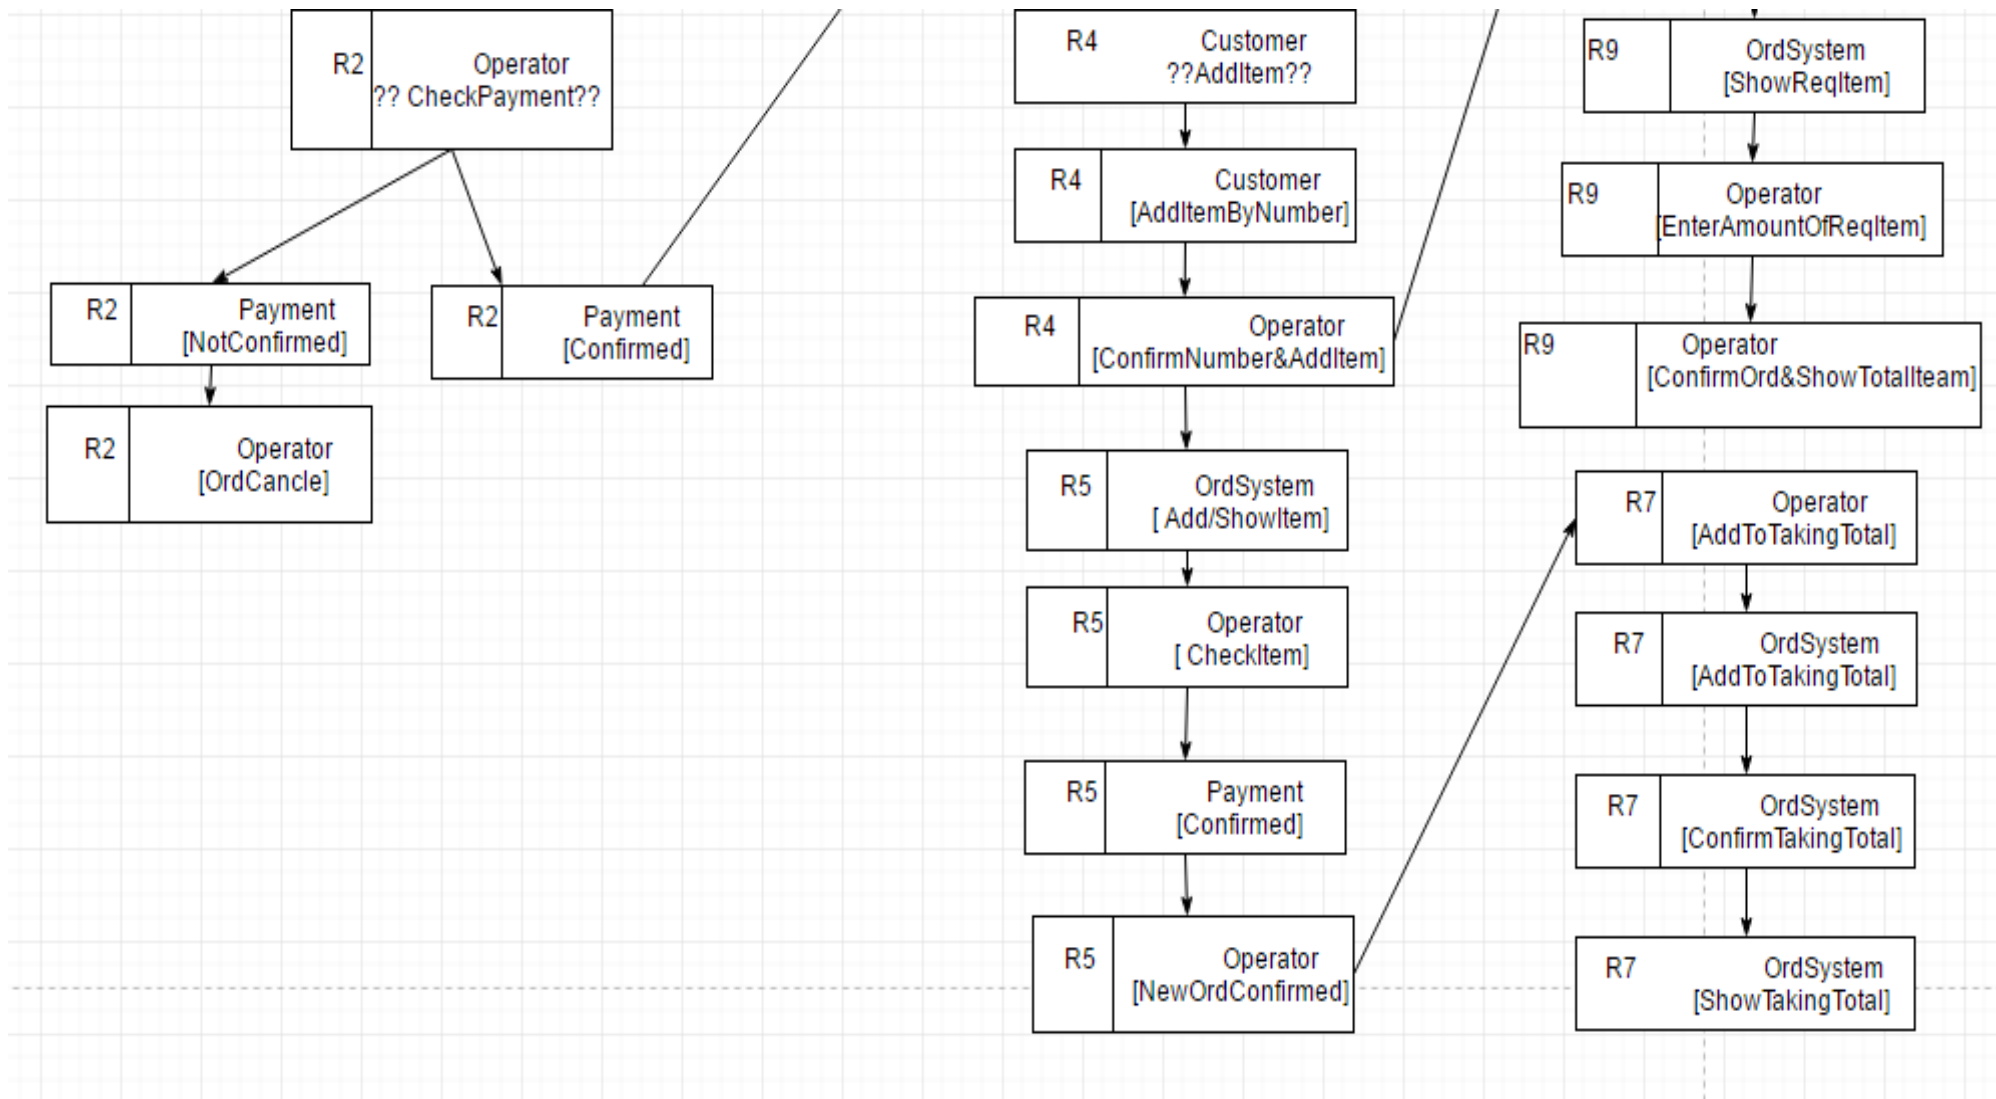 R2 Operator
?? CheckPayment??
R2 Payment
[NotConfirmed]
R2 Payment
[Confirmed]
R2 Operator
[OrdCancle]
R4 Customer
??AddItem??
R4 Customer
[AddItemByNumber]
R4 Operator
[ConfirmNumber&AddItem]
R5 OrdSystem
[ Add/ShowItem]
R5 Operator
[ CheckItem]
R5 Payment
[Confirmed]
R5 Operator
[NewOrdConfirmed]
R9 OrdSystem
[ShowReqItem]
R9 Operator
[EnterAmountOfReqItem]
R9 Operator
[ConfirmOrd&ShowTotalIteam]
R7 Operator
[AddToTakingTotal]
R7 OrdSystem
[AddToTakingTotal]
R7 OrdSystem
[ConfirmTakingTotal]
R7 OrdSystem
[ShowTakingTotal]